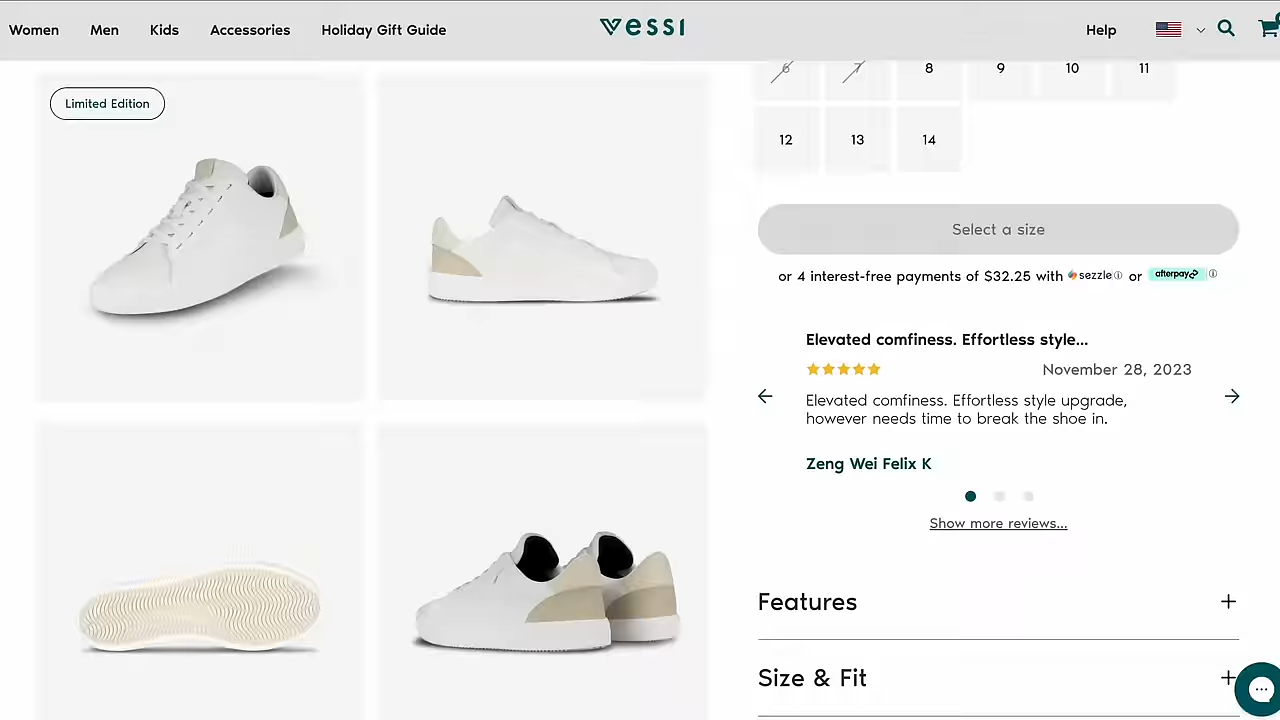 Women Men Kids Accessories Holiday Gift Guide vessi Help
Limited Edition
6 7 8 9 10 11
12 13 14
Select a size
or 4 interest-free payments of $32.25 with sezzle or afterpay
Elevated comfiness. Effortless style...
November 28, 2023
Elevated comfiness. Effortless style upgrade,
however needs time to break the shoe in.
Zeng Wei Felix K
Show more reviews...
Features
Size & Fit